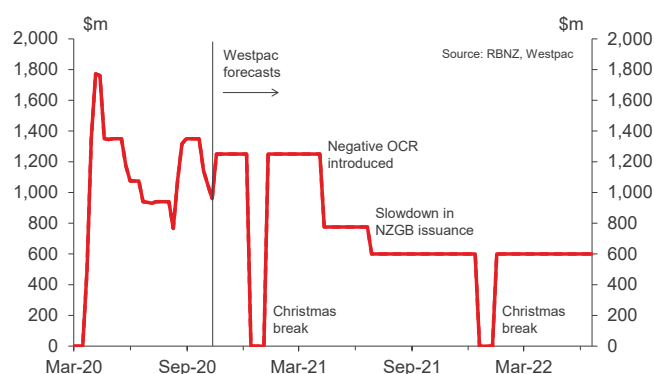 $m
$m
2,000
1,800
1,600
1,400
1,200
1,000
800
600
400
200
0
2,000
1,800
1,600
1,400
1,200
1,000
800
600
400
200
0
Westpac
forecasts
Source: RBNZ, Westpac
Negative OCR
introduced
Slowdown in
NZGB issuance
Christmas
break
Christmas
break
Mar-20
Sep-20
Mar-21
Sep-21
Mar-22